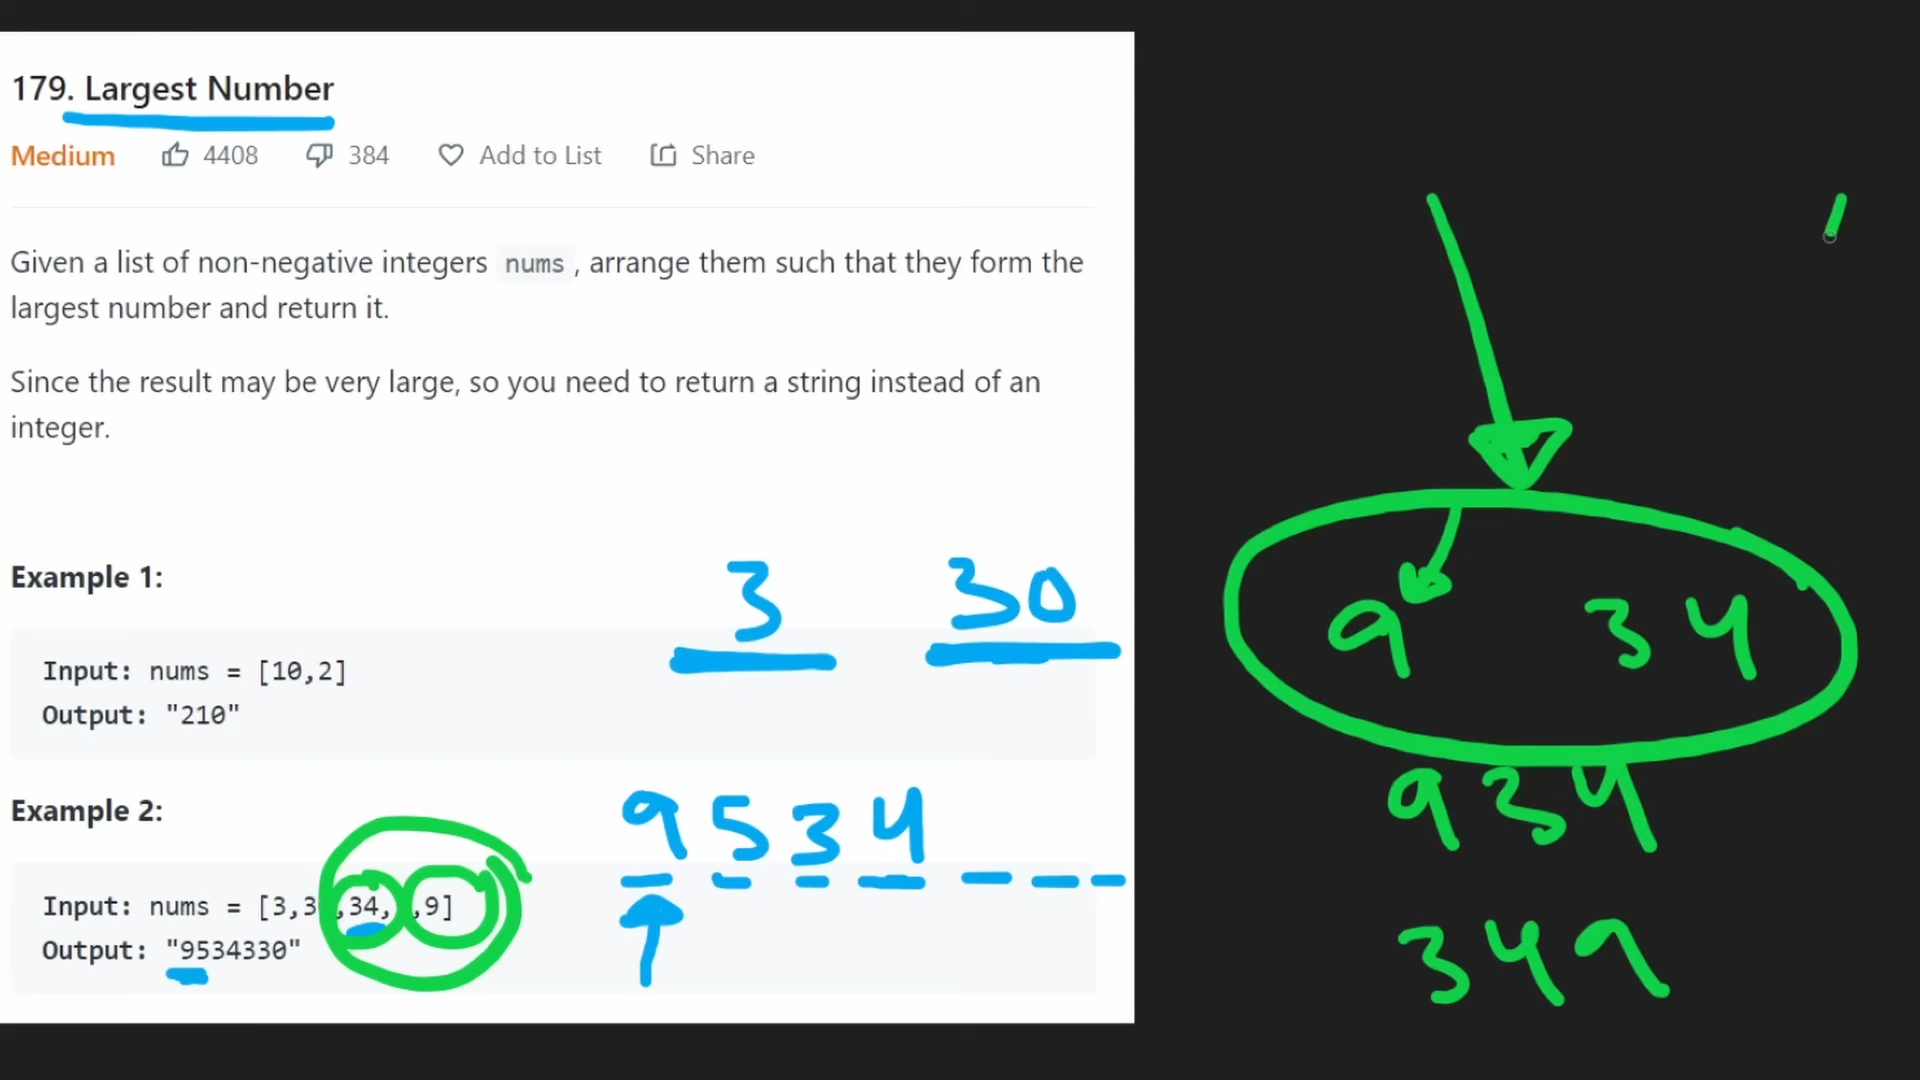 179. Largest Number
Medium 4408 384 Add to List Share
Given a list of non-negative integers nums , arrange them such that they form the
largest number and return it.
Since the result may be very large, so you need to return a string instead of an
integer.
Example 1:
3 30
Input: nums = [10,2]
Output: "210"
Example 2:
9534
Input: nums = [3,3 ,34, ,9]
Output: "9534330"
9 34
934
349